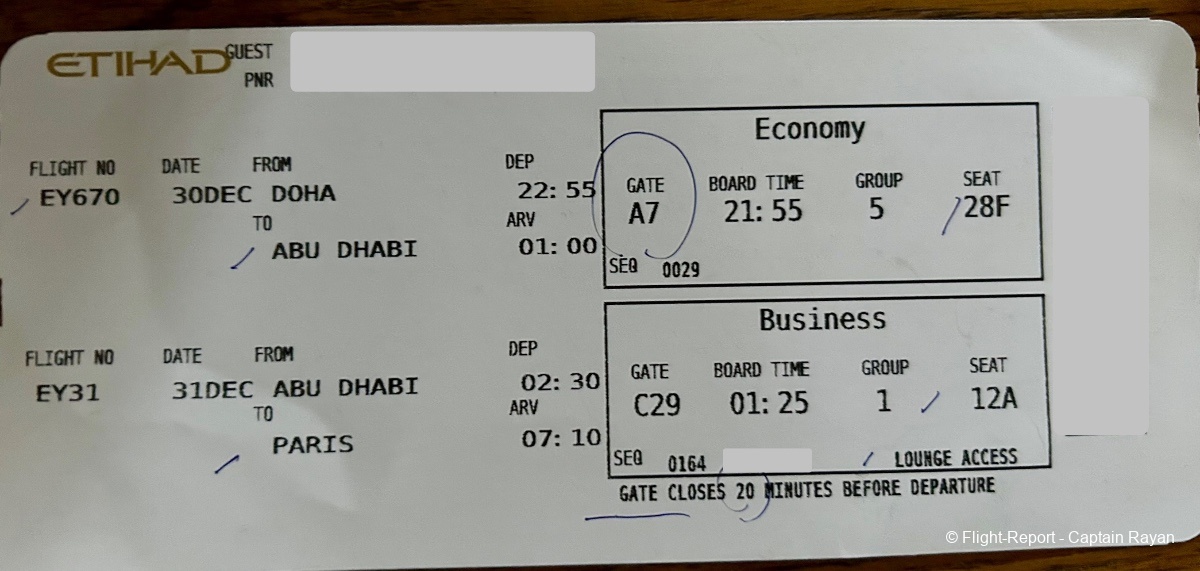 ETIHAD GUEST
PNR
Economy
FLIGHT NO DATE FROM DEP
GATE BOARD TIME GROUP SEAT
EY670 30DEC DOHA 22:55
A7 21:55 5 28F
TO ARV
ABU DHABI 01:00
SEQ 0029
Business
FLIGHT NO DATE FROM DEP
GATE BOARD TIME GROUP SEAT
EY31 31DEC ABU DHABI 02:30
C29 01:25 1 12A
TO ARV
PARIS 07:10
SEQ 0164 LOUNGE ACCESS
GATE CLOSES 20 MINUTES BEFORE DEPARTURE
© Flight-Report - Captain Rayan